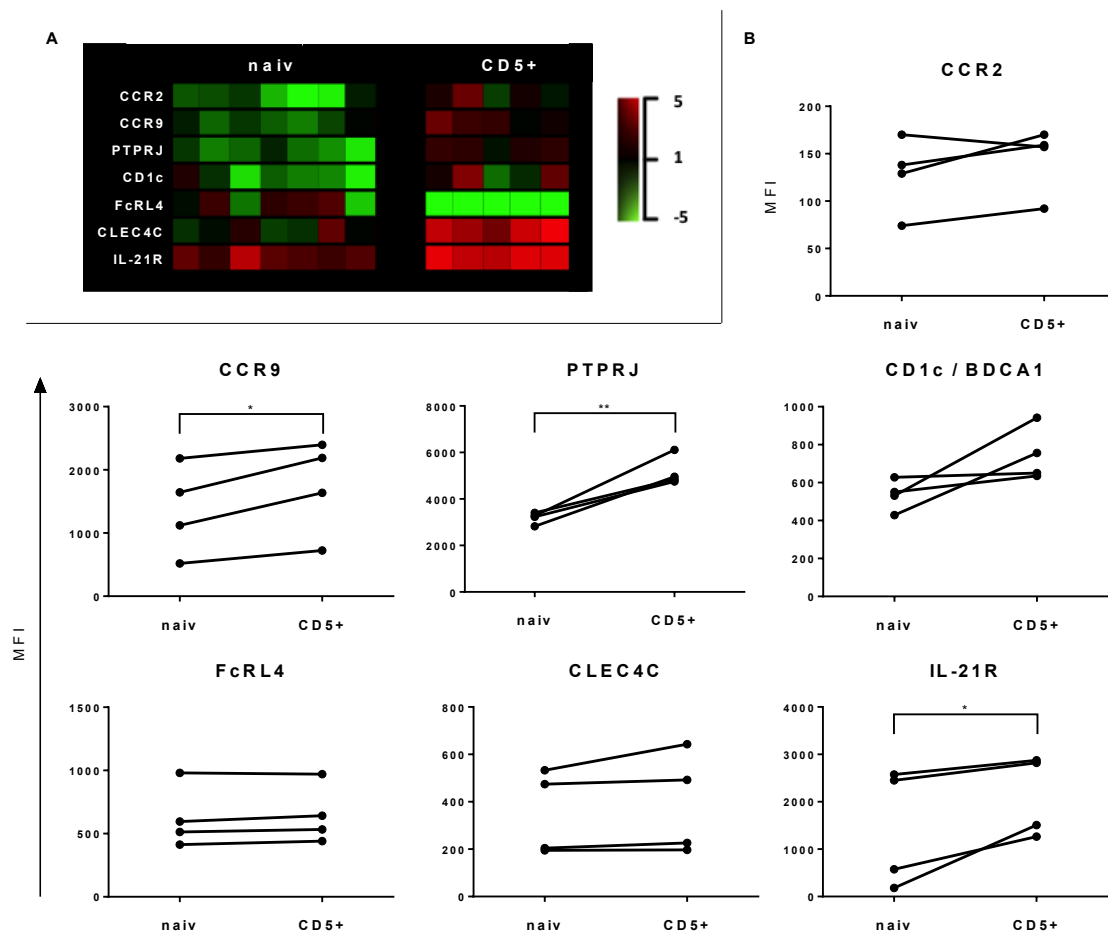 A
naiv CD5+
CCR2
CCR9
PTPRJ
CD1c
FcRL4
CLEC4C
IL-21R
5
1
-5
B
CCR2
200
150
100
50
0
MFI
naiv CD5+
CCR9
*
3000
2000
1000
0
naiv CD5+
PTPRJ
**
8000
6000
4000
2000
0
naiv CD5+
CD1c / BDCA1
1000
800
600
400
200
0
naiv CD5+
MFI
FcRL4
1500
1000
500
0
naiv CD5+
CLEC4C
800
600
400
200
0
naiv CD5+
IL-21R
*
4000
3000
2000
1000
0
naiv CD5+